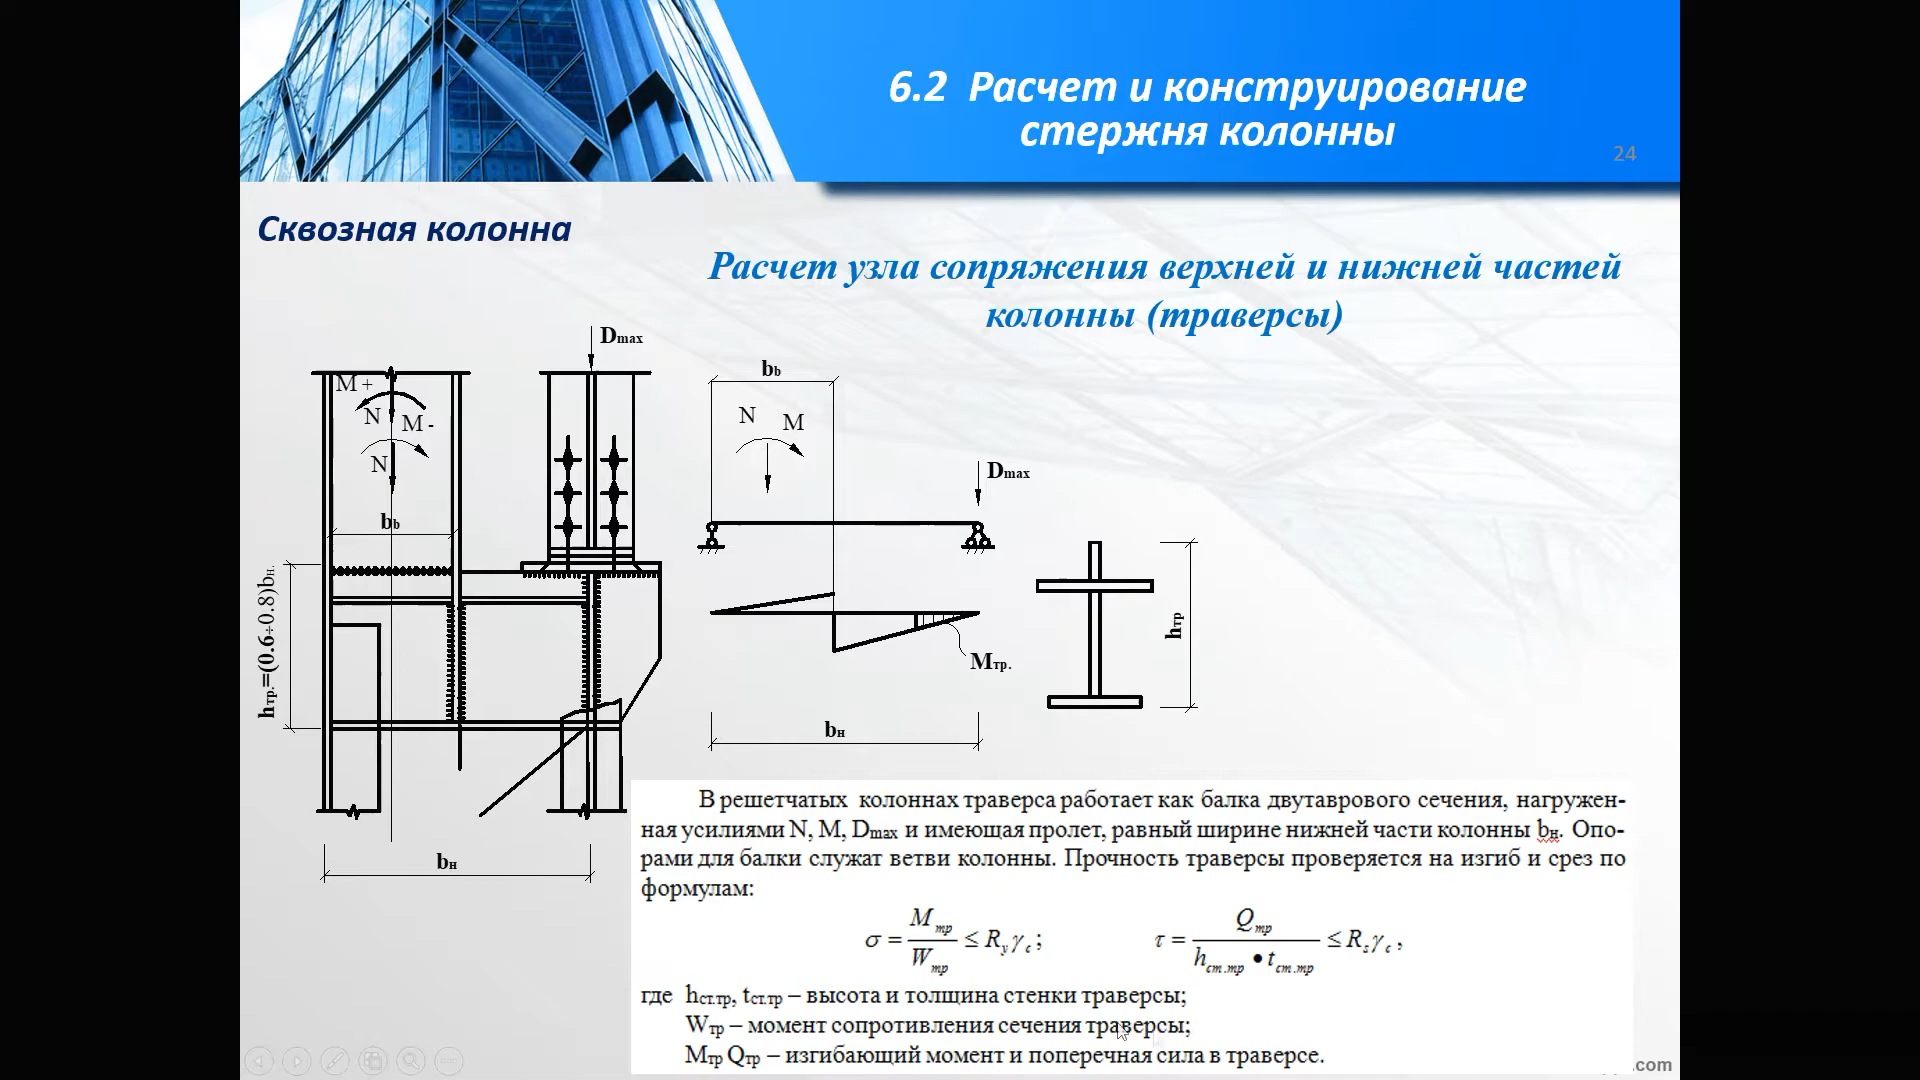 6.2 Расчет и конструирование
стержня колонны
24
Сквозная колонна
Расчет узла сопряжения верхней и нижней частей
колонны (траверсы)
Dmax
M +
N
M -
N
bb
hтр.=(0.6÷0.8)bн.
bн
bb
N M
Dmax
Mтр.
bн
hтр
В решетчатых колоннах траверса работает как балка двутаврового сечения, нагружен-
ная усилиями N, M, Dmax и имеющая пролет, равный ширине нижней части колонны bн. Опо-
рами для балки служат ветви колонны. Прочность траверсы проверяется на изгиб и срез по
формулам:
σ = Mтр / Wтр ≤ Ryγc ; τ = Qтр / hст.тр • tст.тр ≤ Rsγc ,
где hст.тр, tст.тр – высота и толщина стенки траверсы;
Wтр – момент сопротивления сечения траверсы;
Mтр Qтр – изгибающий момент и поперечная сила в траверсе.
.com